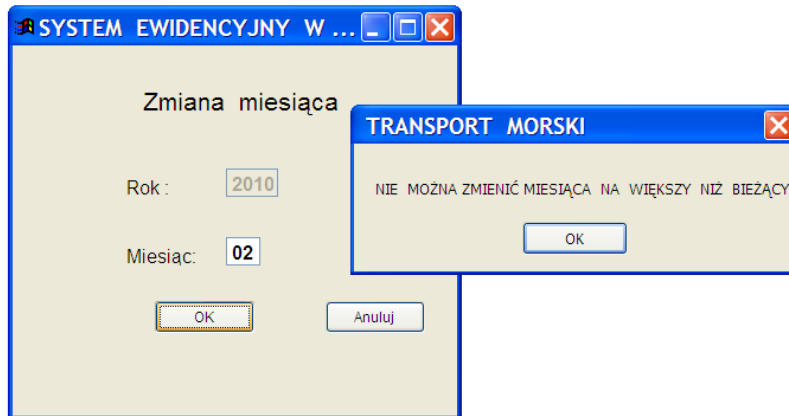 SYSTEM EWIDENCYJNY W ...
Zmiana miesiąca
Rok :
2010
Miesiąc:
02
OK
Anuluj
TRANSPORT MORSKI
NIE MOŻNA ZMIENIĆ MIESIĄCA NA WIĘKSZY NIŻ BIEŻĄCY
OK